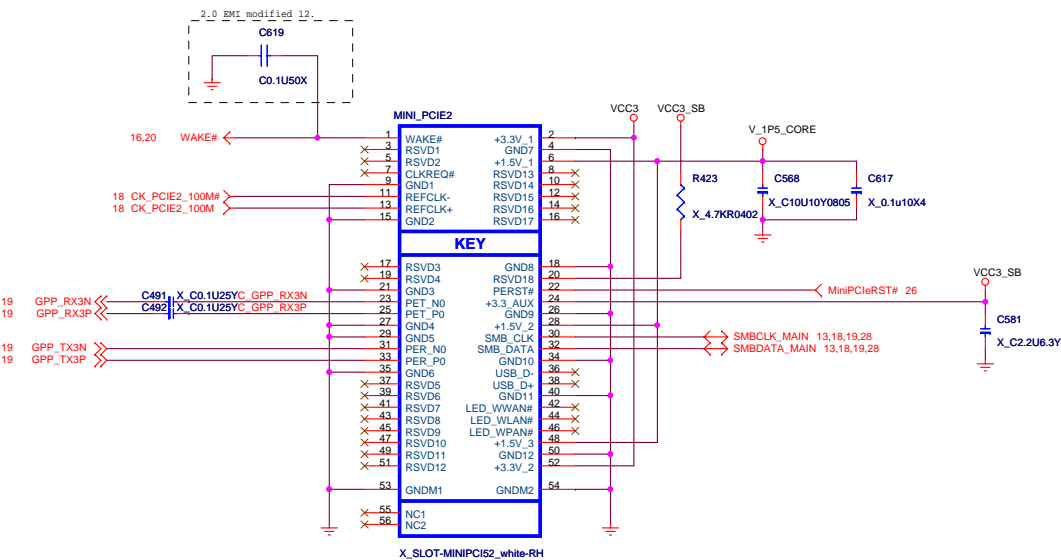 2.0 EMI modified 12.
C619
C0.1U50X
MINI_PCIE2
VCC3
VCC3_SB
V_1P5_CORE
16,20 WAKE#
1 WAKE# +3.3V_1 2
3 RSVD1 GND7 4
5 RSVD2 +1.5V_1 6
7 CLKREQ# RSVD13 8
9 GND1 RSVD14 10
18 CK_PCIE2_100M# 11 REFCLK- RSVD15 12
18 CK_PCIE2_100M 13 REFCLK+ RSVD16 14
15 GND2 RSVD17 16
R423
X_4.7KR0402
C568
X_C10U10Y0805
C617
X_0.1u10X4
KEY
17 RSVD3 GND8 18
19 RSVD4 RSVD18 20
21 GND3 PERST# 22 MiniPCIeRST# 26
19 GPP_RX3N C491 X_C0.1U25Y C_GPP_RX3N 23 PET_N0 +3.3_AUX 24
19 GPP_RX3P C492 X_C0.1U25Y C_GPP_RX3P 25 PET_P0 GND9 26
27 GND4 +1.5V_2 28
29 GND5 SMB_CLK 30 SMBCLK_MAIN 13,18,19,28
19 GPP_TX3N 31 PER_N0 SMB_DATA 32 SMBDATA_MAIN 13,18,19,28
19 GPP_TX3P 33 PER_P0 GND10 34
35 GND6 USB_D- 36
37 RSVD5 USB_D+ 38
39 RSVD6 GND11 40
41 RSVD7 LED_WWAN# 42
43 RSVD8 LED_WLAN# 44
45 RSVD9 LED_WPAN# 46
47 RSVD10 +1.5V_3 48
49 RSVD11 GND12 50
51 RSVD12 +3.3V_2 52
53 GNDM1 GNDM2 54
55 NC1
56 NC2
VCC3_SB
C581
X_C2.2U6.3Y
X_SLOT-MINIPCI52_white-RH